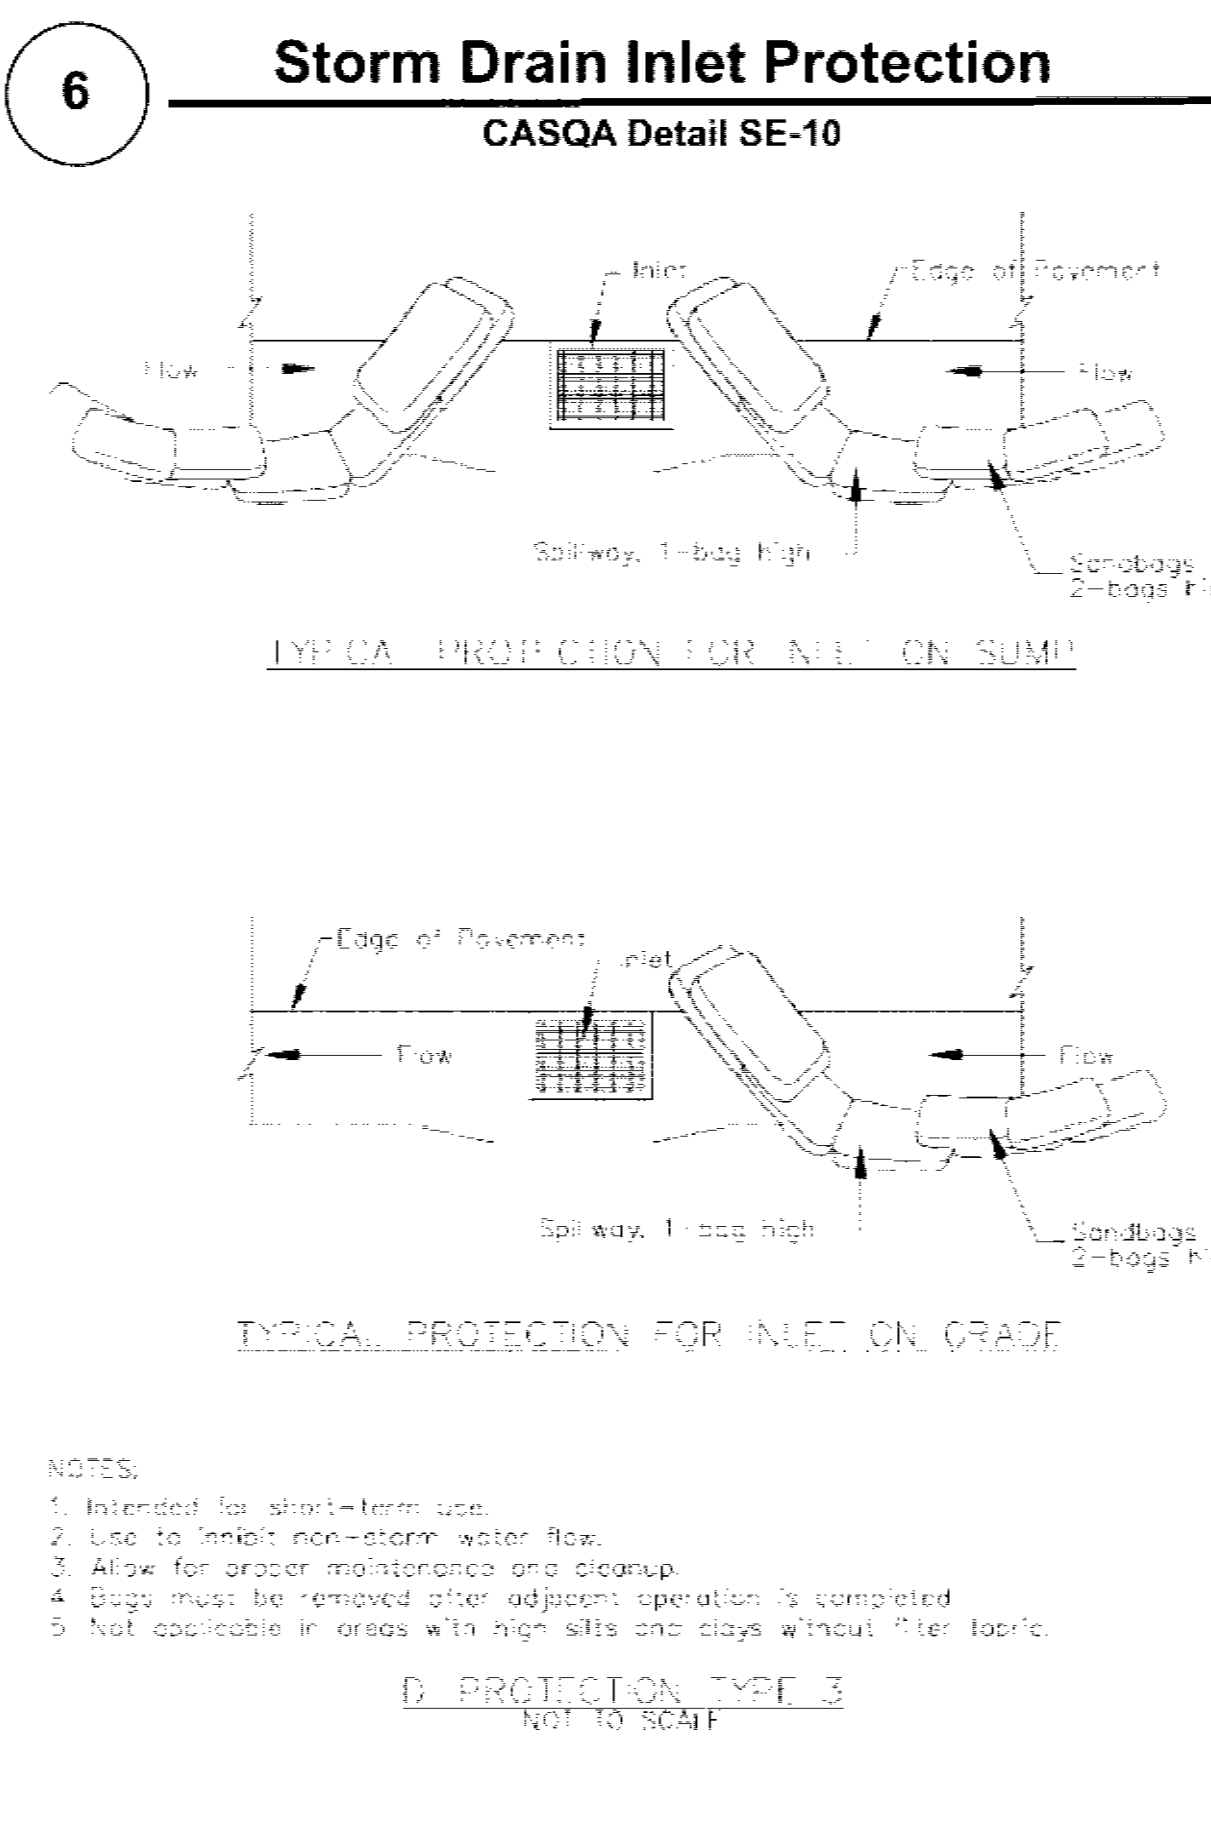 6
Storm Drain Inlet Protection
CASQA Detail SE-10
Inlet
Edge of Pavement
Flow
Flow
Spillway, 1-bag high
Sandbags
2-bags
TYPICAL PROTECTION FOR INLET ON SUMP
Edge of Pavement
Inlet
Flow
Flow
Spillway, 1-bag high
Sandbags
2-bags
TYPICAL PROTECTION FOR INLET ON GRADE
NOTES:
1. Intended for short-term use.
2. Use to inhibit non-storm water flow.
3. Allow for proper maintenance and cleanup.
4. Bags must be removed after adjacent operation is completed
5. Not applicable in areas with high silts and clays without filter fabric.
DI PROTECTION TYPE 3
NOT TO SCALE